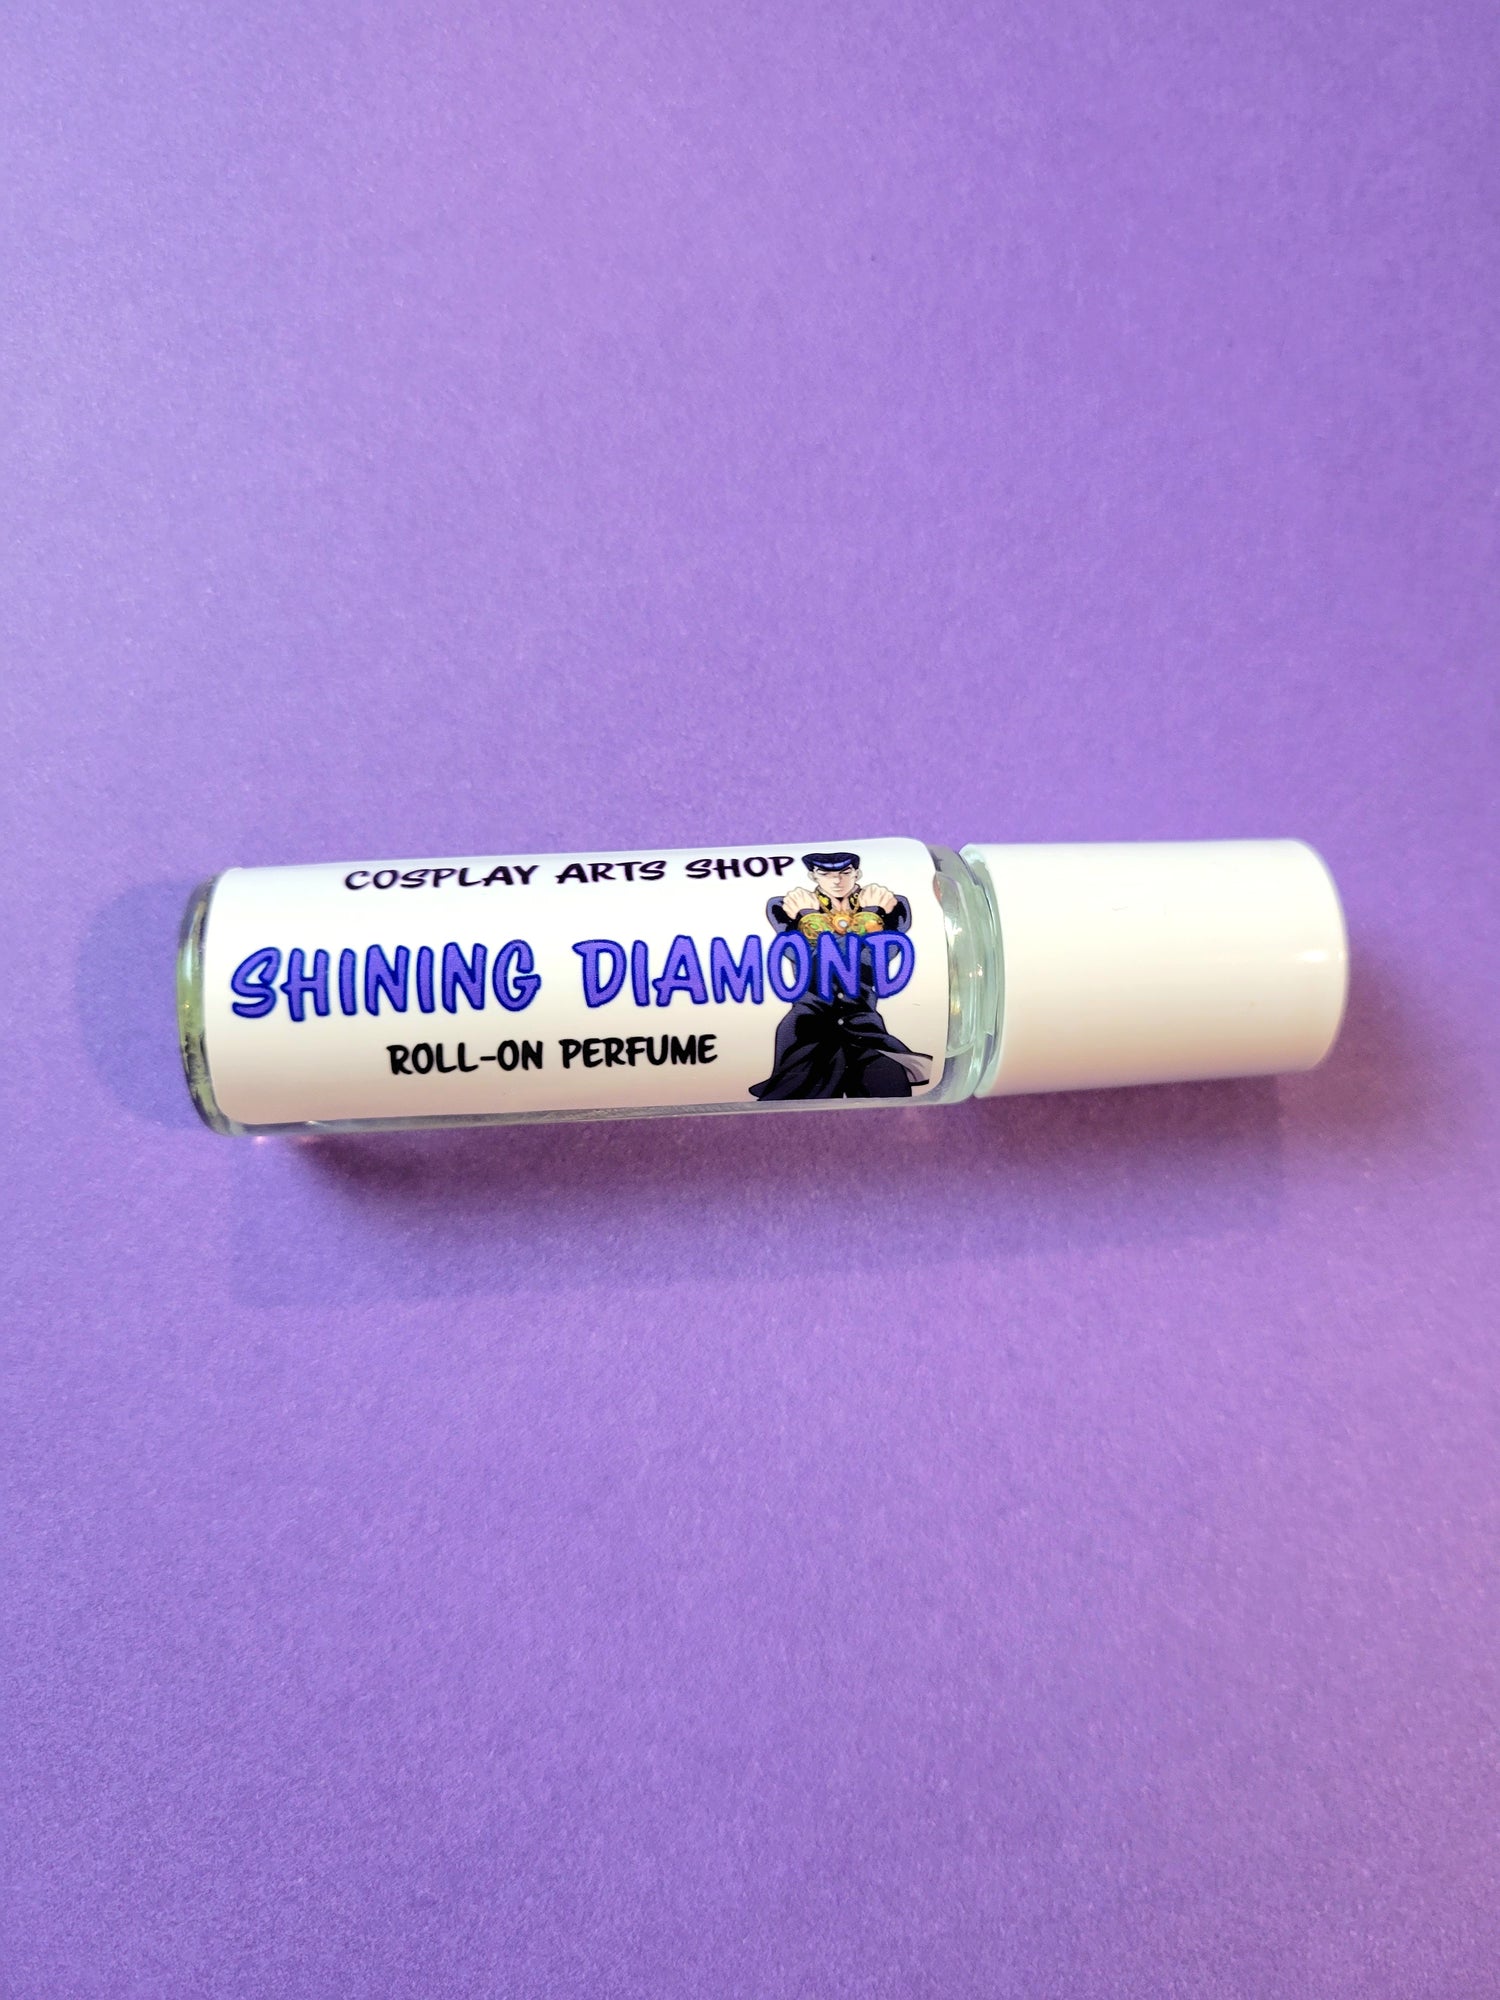 COSPLAY ARTS SHOP
SHINING DIAMOND
ROLL-ON PERFUME